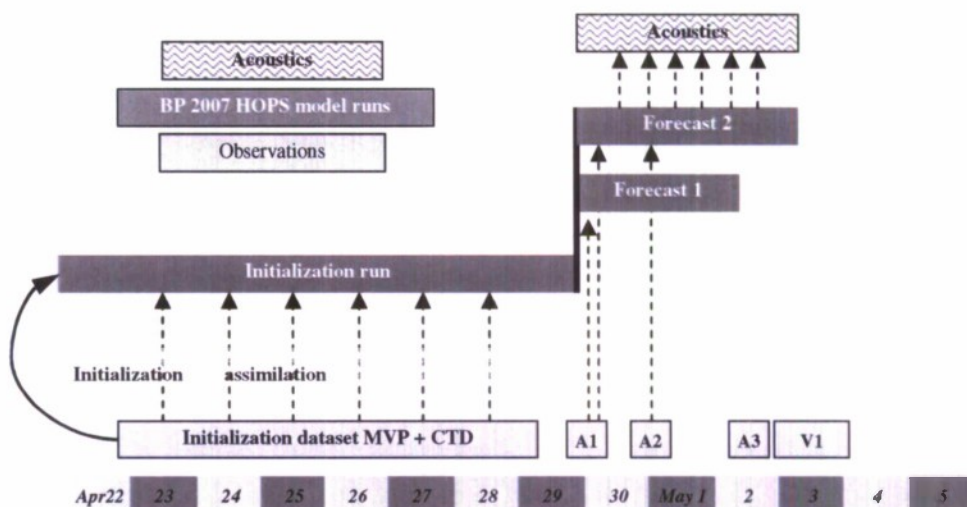 Acoustics
BP 2007 HOPS model runs
Observations
Acoustics
Forecast 2
Forecast 1
Initialization run
Initialization assimilation
Initialization dataset MVP + CTD
A1
A2
A3
V1
Apr22 23 24 25 26 27 28 29 30 May 1 2 3 4 5